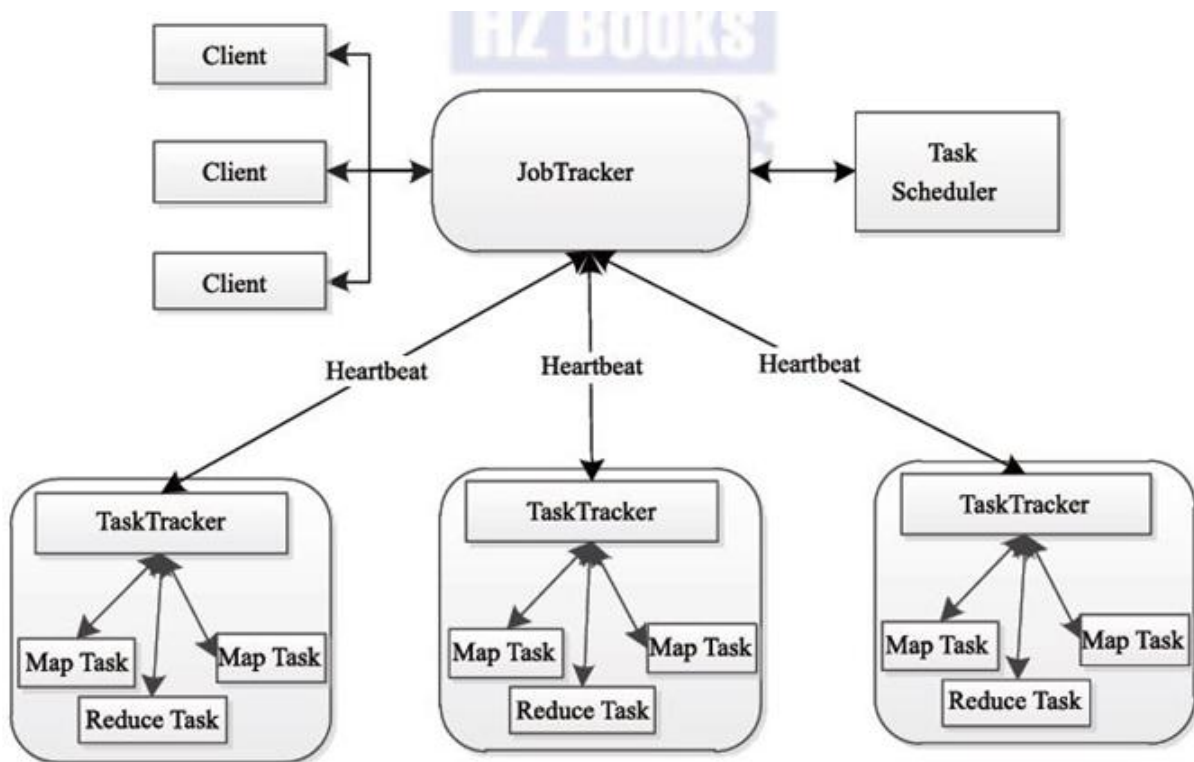 HZ BOOKS
Client
Client
Client
JobTracker
Task
Scheduler
Heartbeat
Heartbeat
Heartbeat
TaskTracker
Map Task
Map Task
Reduce Task
TaskTracker
Map Task
Map Task
Reduce Task
TaskTracker
Map Task
Map Task
Reduce Task